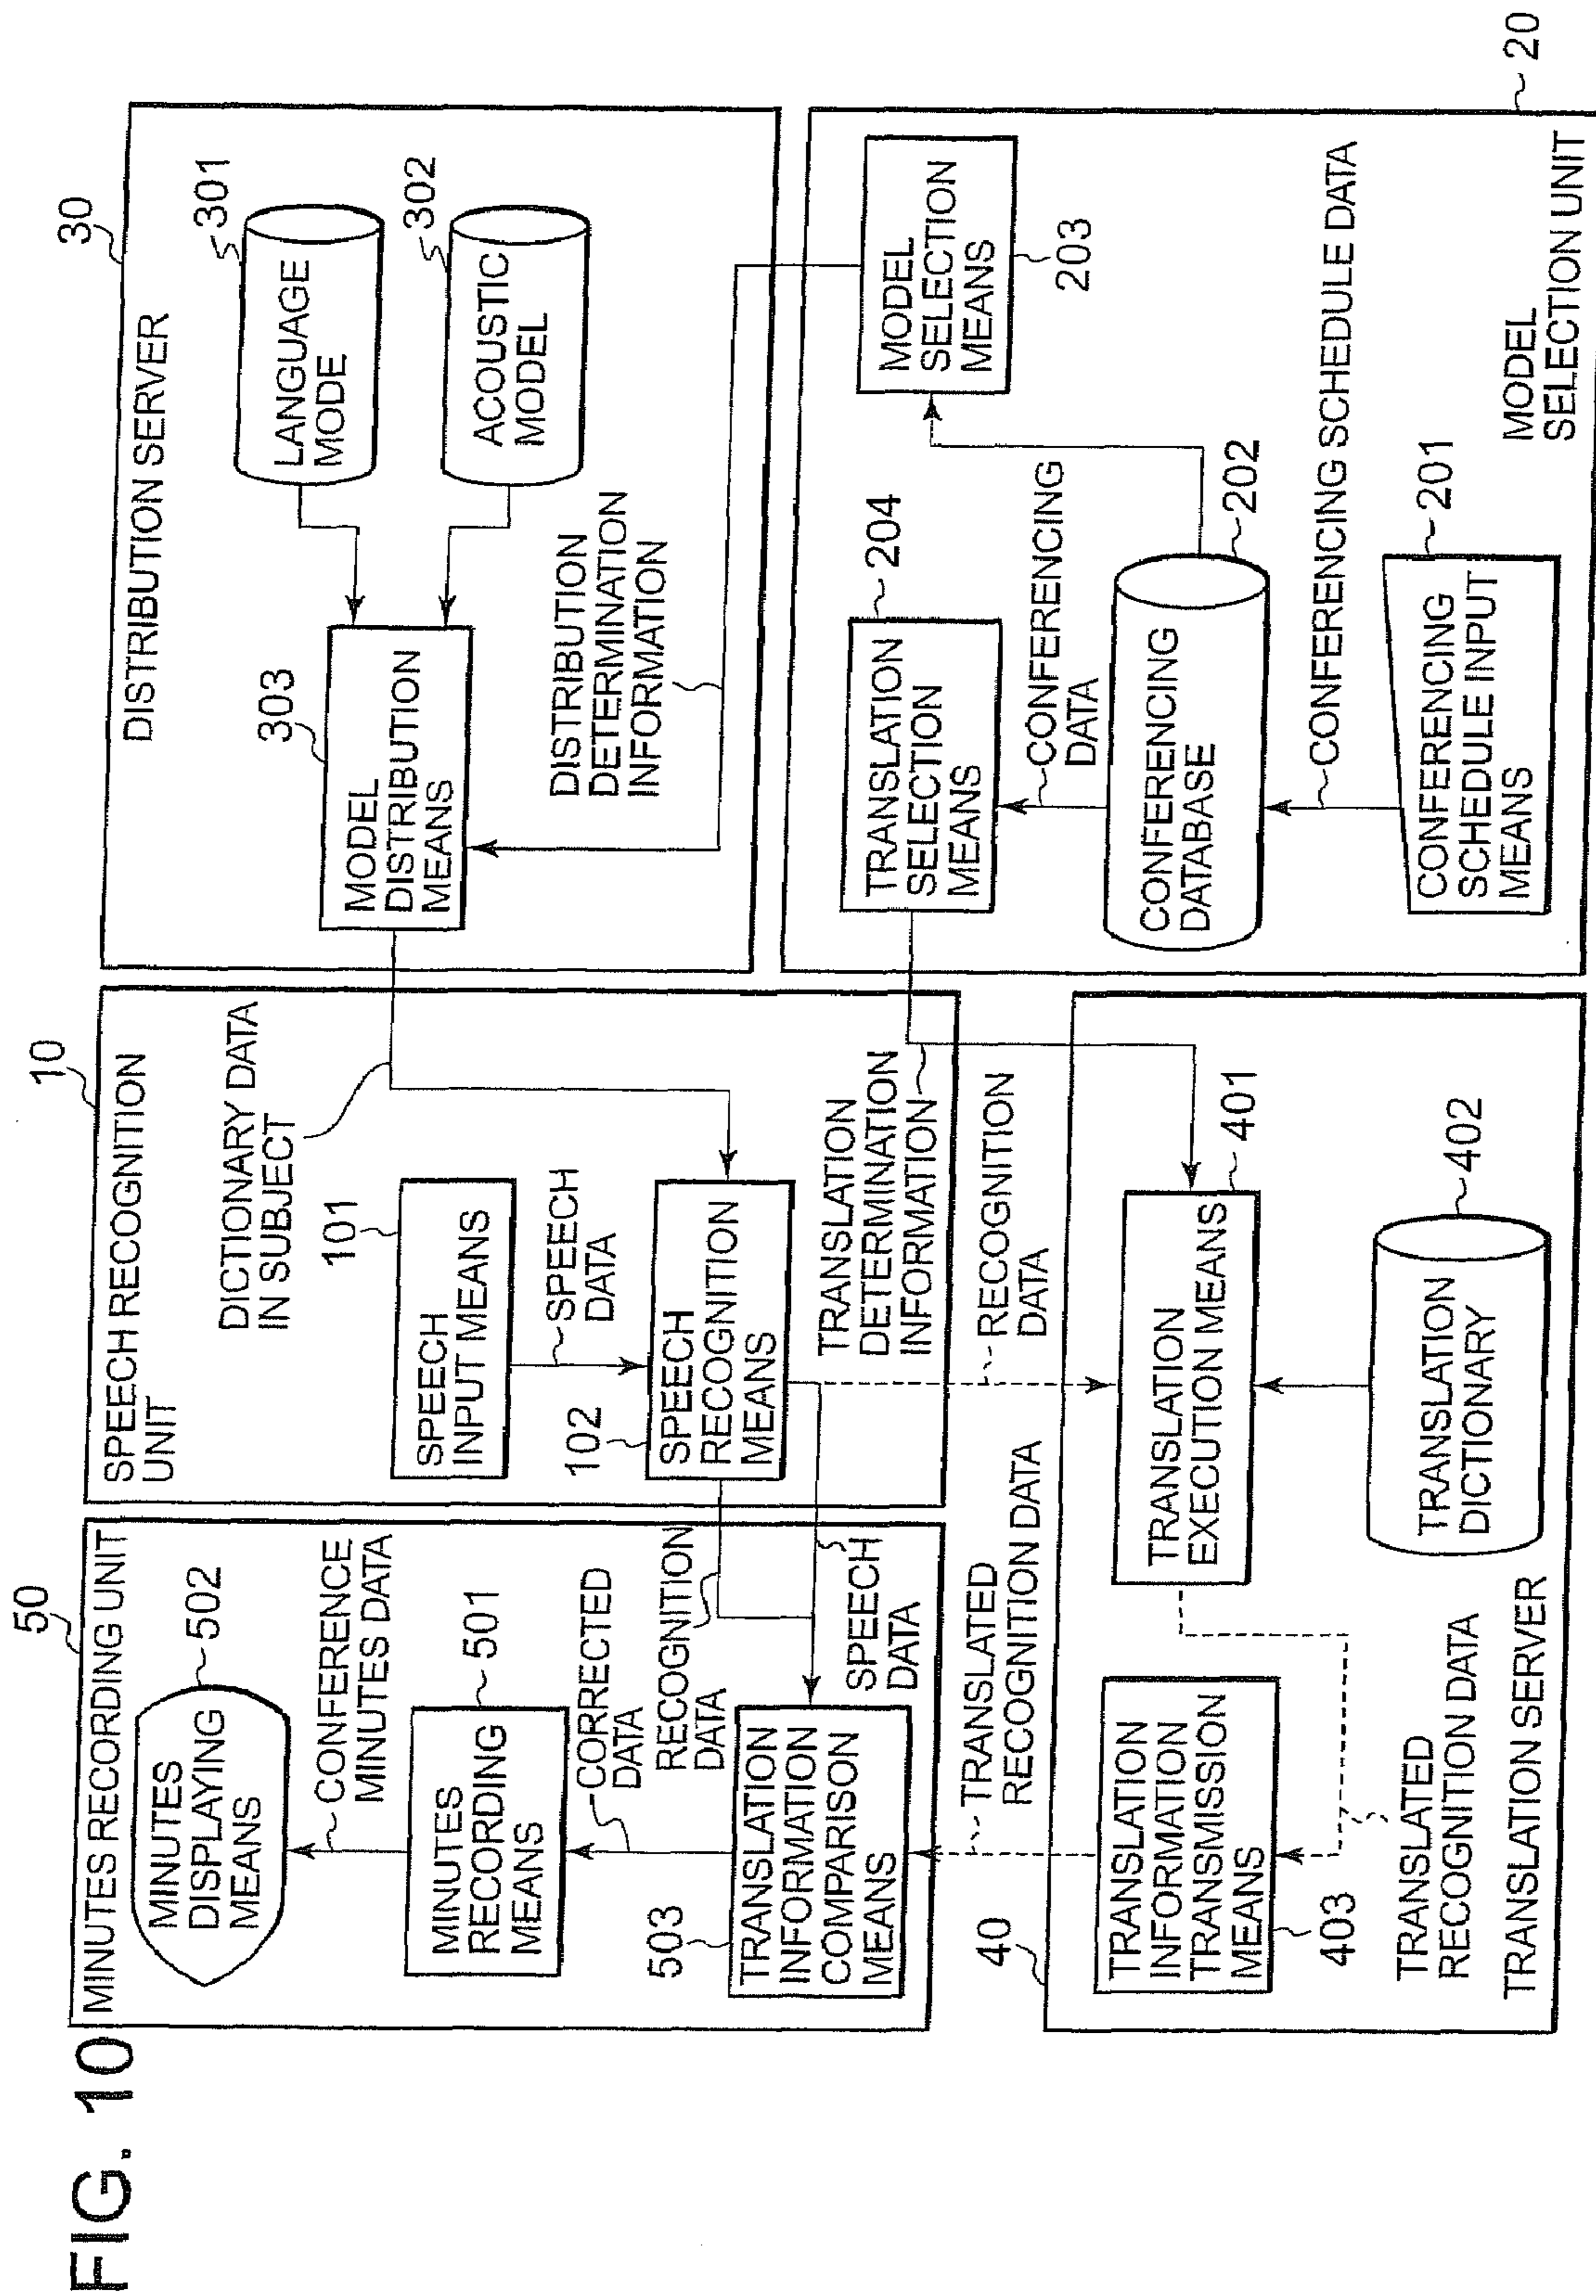 FIG. 10
50
MINUTES RECORDING UNIT
502
MINUTES
DISPLAYING
MEANS
CONFERENCE
MINUTES DATA
501
MINUTES
RECORDING
MEANS
CORRECTED
DATA
RECOGNITION
DATA
503
TRANSLATION
INFORMATION
COMPARISON
MEANS
SPEECH
DATA
10
SPEECH RECOGNITION
UNIT
DICTIONARY DATA
IN SUBJECT
101
SPEECH
INPUT MEANS
SPEECH
DATA
102
SPEECH
RECOGNITION
MEANS
TRANSLATION
DETERMINATION
INFORMATION
RECOGNITION
DATA
30
DISTRIBUTION SERVER
301
LANGUAGE
MODE
302
ACOUSTIC
MODEL
303
MODEL
DISTRIBUTION
MEANS
DISTRIBUTION
DETERMINATION
INFORMATION
TRANSLATED
RECOGNITION DATA
40
TRANSLATION
INFORMATION
TRANSMISSION
MEANS
403
TRANSLATED
RECOGNITION DATA
TRANSLATION SERVER
TRANSLATION
EXECUTION MEANS
401
402
TRANSLATION
DICTIONARY
MODEL
SELECTION
MEANS
203
204
TRANSLATION
SELECTION
MEANS
CONFERENCING
DATA
202
CONFERENCING
DATABASE
CONFERENCING SCHEDULE DATA
201
CONFERENCING
SCHEDULE INPUT
MEANS
MODEL
SELECTION UNIT
20